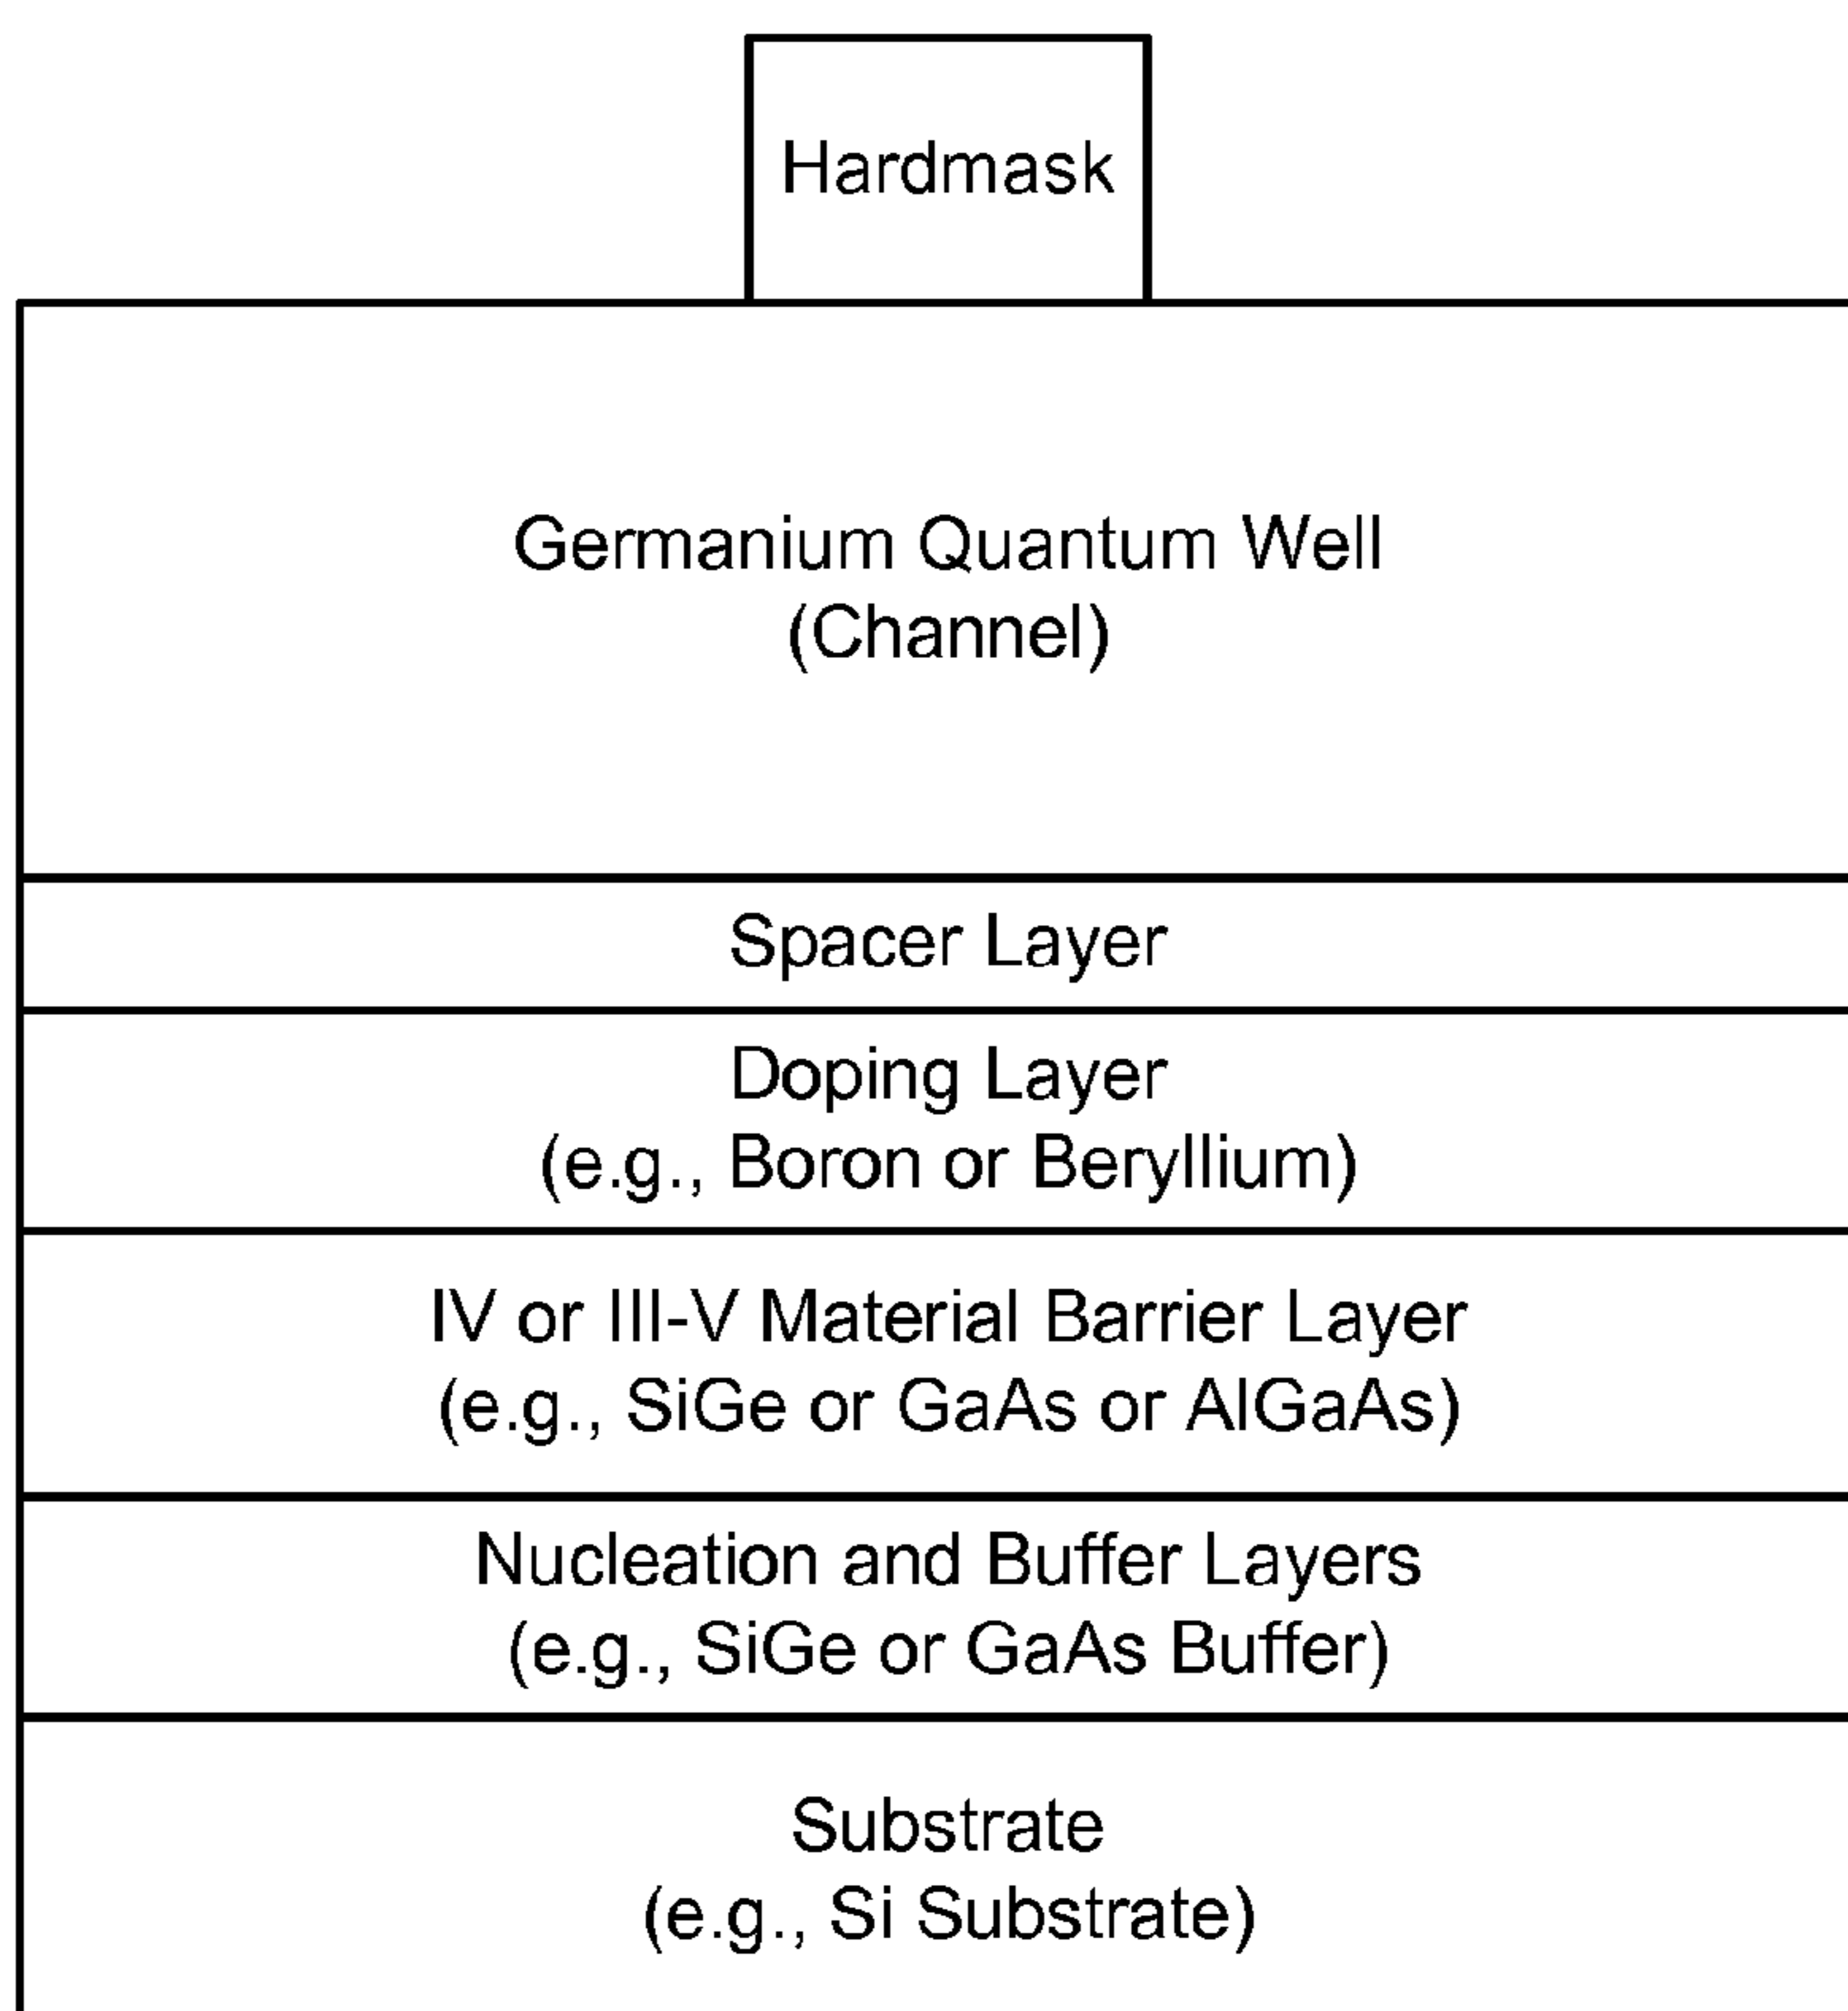 Hardmask
Germanium Quantum Well
(Channel)
Spacer Layer
Doping Layer
(e.g., Boron or Beryllium)
IV or III-V Material Barrier Layer
(e.g., SiGe or GaAs or AlGaAs)
Nucleation and Buffer Layers
(e.g., SiGe or GaAs Buffer)
Substrate
(e.g., Si Substrate)